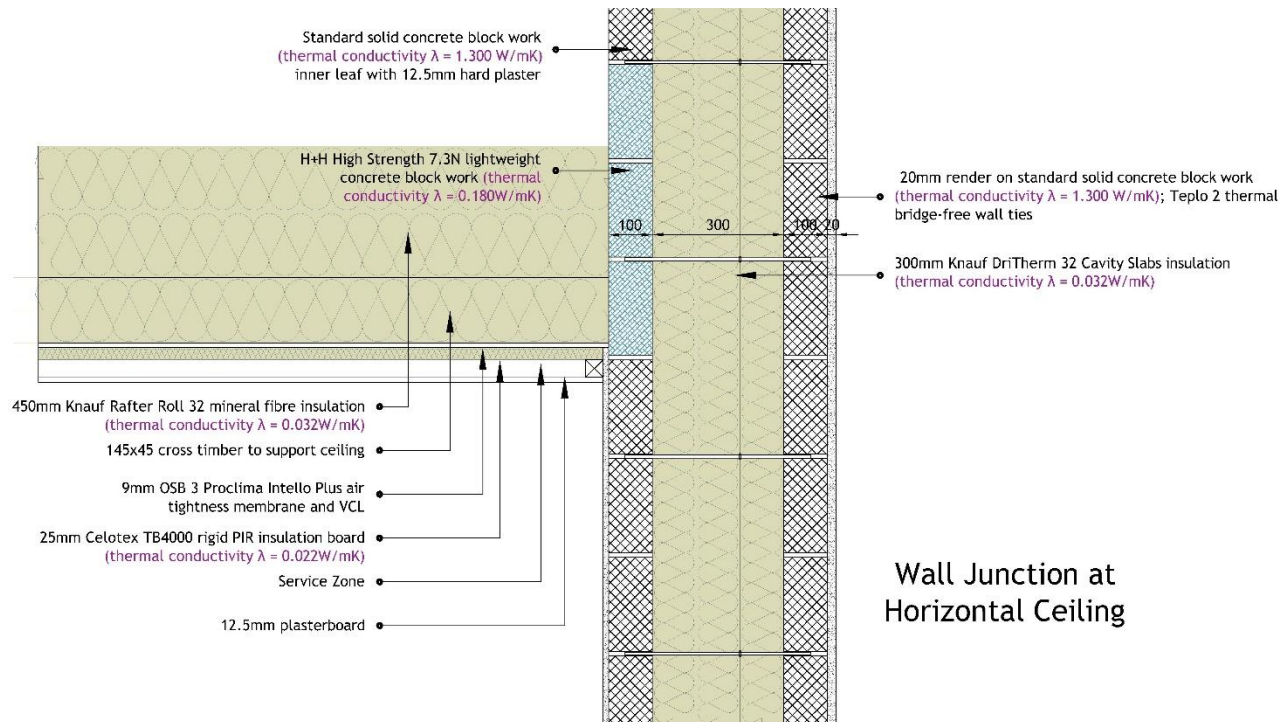 Standard solid concrete block work
(thermal conductivity λ = 1.300 W/mK)
inner leaf with 12.5mm hard plaster
H+H High Strength 7.3N lightweight
concrete block work (thermal
conductivity λ = 0.180W/mK)
20mm render on standard solid concrete block work
(thermal conductivity λ = 1.300 W/mK); Teplo 2 thermal
bridge-free wall ties
100 300 100 20
300mm Knauf DriTherm 32 Cavity Slabs insulation
(thermal conductivity λ = 0.032W/mK)
450mm Knauf Rafter Roll 32 mineral fibre insulation
(thermal conductivity λ = 0.032W/mK)
145x45 cross timber to support ceiling
9mm OSB 3 Proclima Intello Plus air
tightness membrane and VCL
25mm Celotex TB4000 rigid PIR insulation board
(thermal conductivity λ = 0.022W/mK)
Service Zone
12.5mm plasterboard
Wall Junction at
Horizontal Ceiling